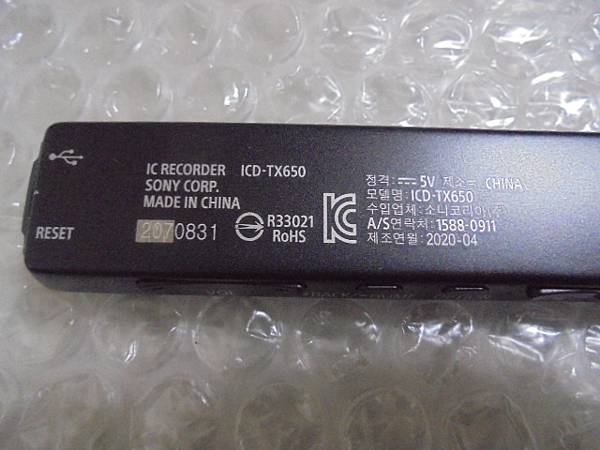 IC RECORDER ICD-TX650
SONY CORP.
MADE IN CHINA
RESET
2070831
R33021
RoHS
정격: 5V 제조 CHINA
모델명: ICD-TX650
수입업체: 소니코리아(주)
A/S연락처: 1588-0911
제조연월: 2020-04